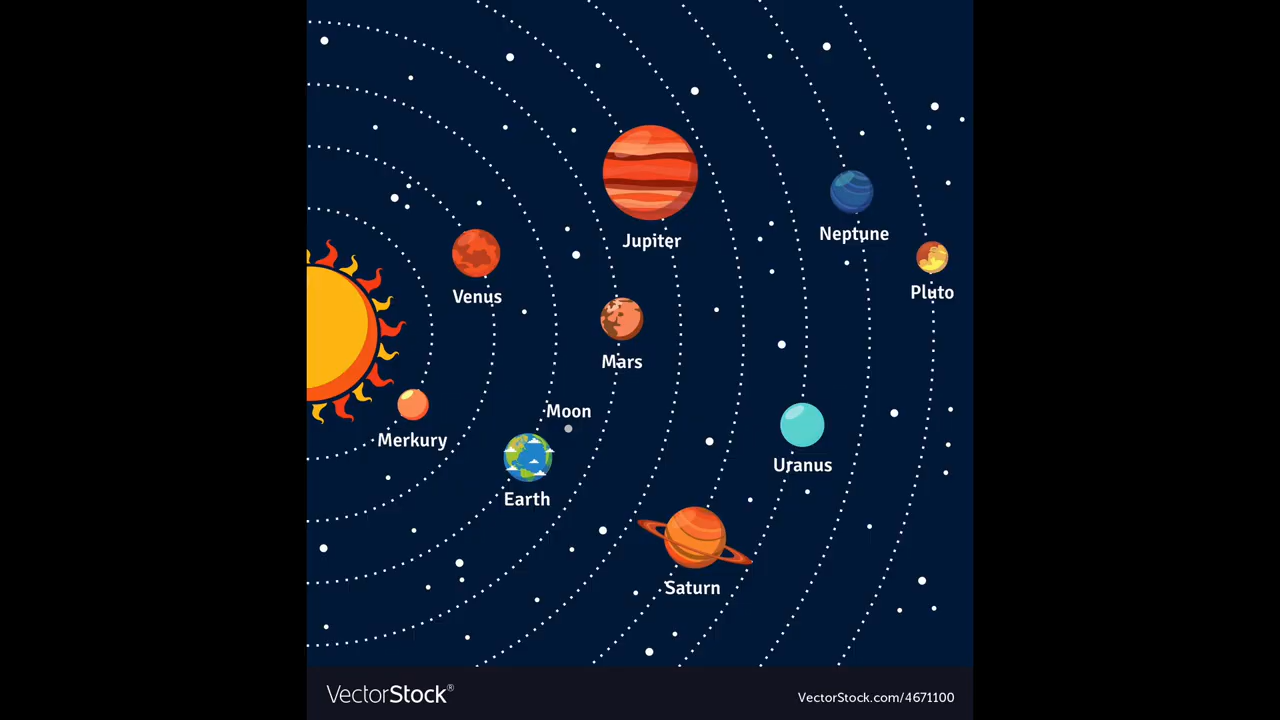 Jupiter
Neptune
Venus
Pluto
Mars
Moon
Merkury
Uranus
Earth
Saturn
VectorStock®
VectorStock.com/4671100